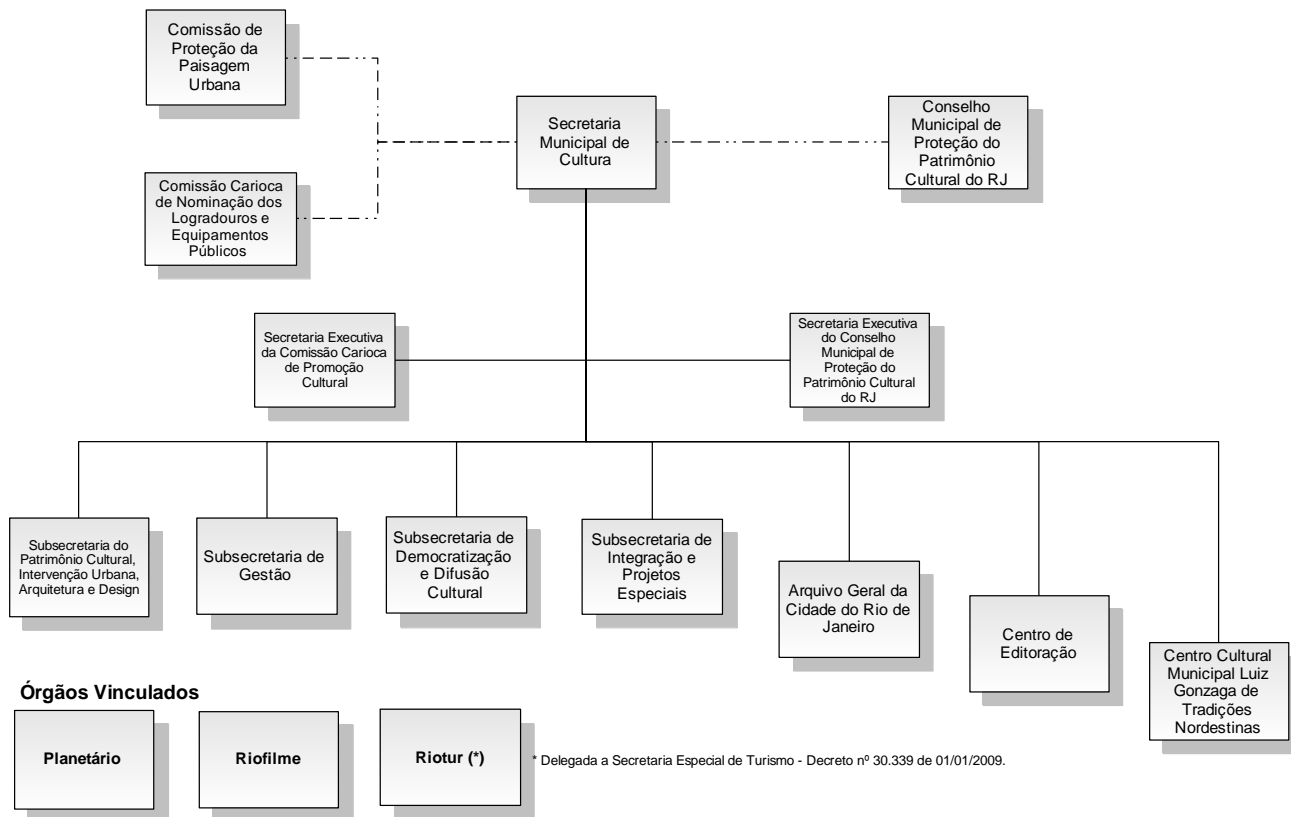 Comissão de
Proteção da
Paisagem
Urbana
Secretaria
Municipal de
Cultura
Conselho
Municipal de
Proteção do
Patrimônio
Cultural do RJ
Comissão Carioca
de Nominação dos
Logradouros e
Equipamentos
Públicos
Secretaria Executiva
da Comissão Carioca
de Promoção
Cultural
Secretaria Executiva
do Conselho
Municipal de
Proteção do
Patrimônio Cultural
do RJ
Subsecretaria do
Patrimônio Cultural,
Intervenção Urbana,
Arquitetura e Design
Subsecretaria de
Gestão
Subsecretaria de
Democratização
e Difusão
Cultural
Subsecretaria de
Integração e
Projetos
Especiais
Arquivo Geral da
Cidade do Rio de
Janeiro
Centro de
Editoração
Centro Cultural
Municipal Luiz
Gonzaga de
Tradições
Nordestinas
Órgãos Vinculados
Planetário
Riofilme
Riotur (*)
* Delegada a Secretaria Especial de Turismo - Decreto nº 30.339 de 01/01/2009.